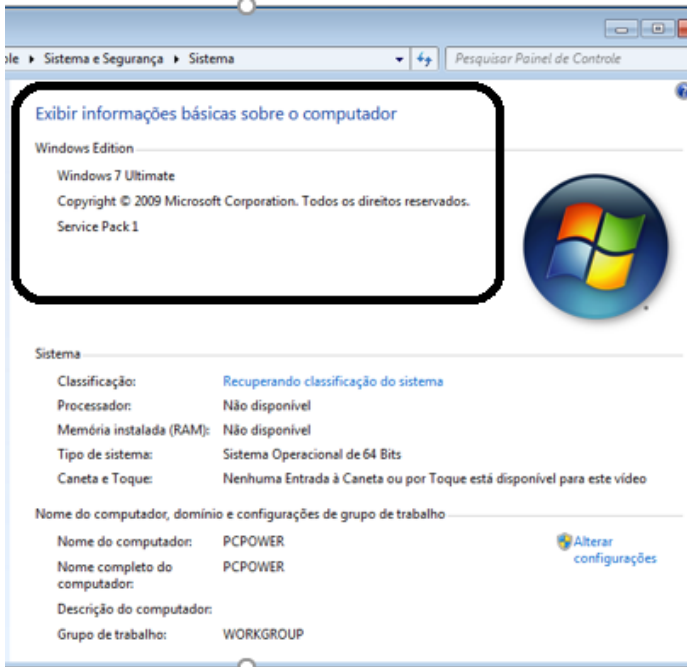 Sistema e Segurança Sistema Pesquisar Painel de Controle
Exibir informações básicas sobre o computador
Windows Edition
Windows 7 Ultimate
Copyright © 2009 Microsoft Corporation. Todos os direitos reservados.
Service Pack 1
Sistema
Classificação: Recuperando classificação do sistema
Processador: Não disponível
Memória instalada (RAM): Não disponível
Tipo de sistema: Sistema Operacional de 64 Bits
Caneta e Toque: Nenhuma Entrada à Caneta ou por Toque está disponível para este vídeo
Nome do computador, domínio e configurações de grupo de trabalho
Nome do computador: PCPOWER
Alterar
configurações
Nome completo do
computador:
PCPOWER
Descrição do computador:
Grupo de trabalho: WORKGROUP